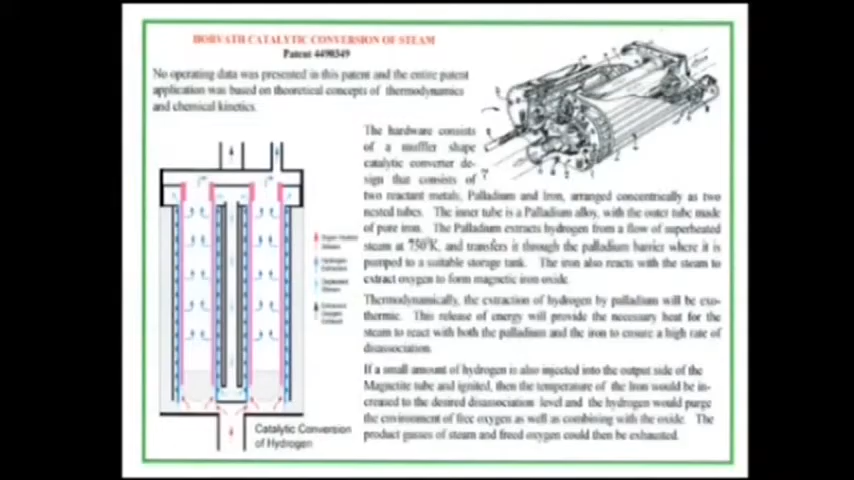 HORVATH CATALYTIC CONVERSION OF STEAM
Patent 4490349
No operating data was presented in this patent and the entire patent
application was based on theoretical concepts of thermodynamics
and chemical kinetics.
The hardware consists
of a muffler shape
catalytic converter de-
sign that consists of
two reactant metals, Palladium and Iron, arranged concentrically as two
nested tubes. The inner tube is a Palladium alloy, with the outer tube made
of pure iron. The Palladium extracts hydrogen from a flow of superheated
steam at 750°K, and transfers it through the palladium barrier where it is
pumped to a suitable storage tank. The iron also reacts with the steam to
extract oxygen to form magnetic iron oxide.
Thermodynamically, the extraction of hydrogen by palladium will be exo-
thermic. This release of energy will provide the necessary heat for the
steam to react with both the palladium and the iron to ensure a high rate of
disassociation.
If a small amount of hydrogen is also injected into the output side of the
Magnetite tube and ignited, then the temperature of the Iron would be in-
creased to the desired disassociation level and the hydrogen would purge
the environment of free oxygen as well as combining with the oxide. The
product gasses of steam and freed oxygen could then be exhausted.
Steam
Hydrogen
Steam
Oxygen
Catalytic Conversion
of Hydrogen